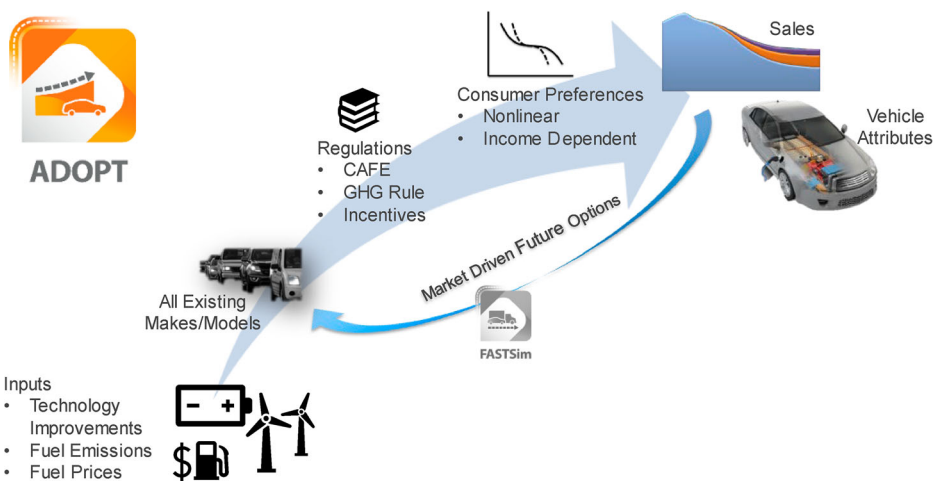 ADOPT
Inputs
• Technology
Improvements
• Fuel Emissions
• Fuel Prices
All Existing
Makes/Models
Regulations
• CAFE
• GHG Rule
• Incentives
Consumer Preferences
• Nonlinear
• Income Dependent
Sales
Vehicle
Attributes
Market Driven Future Options
FASTSim